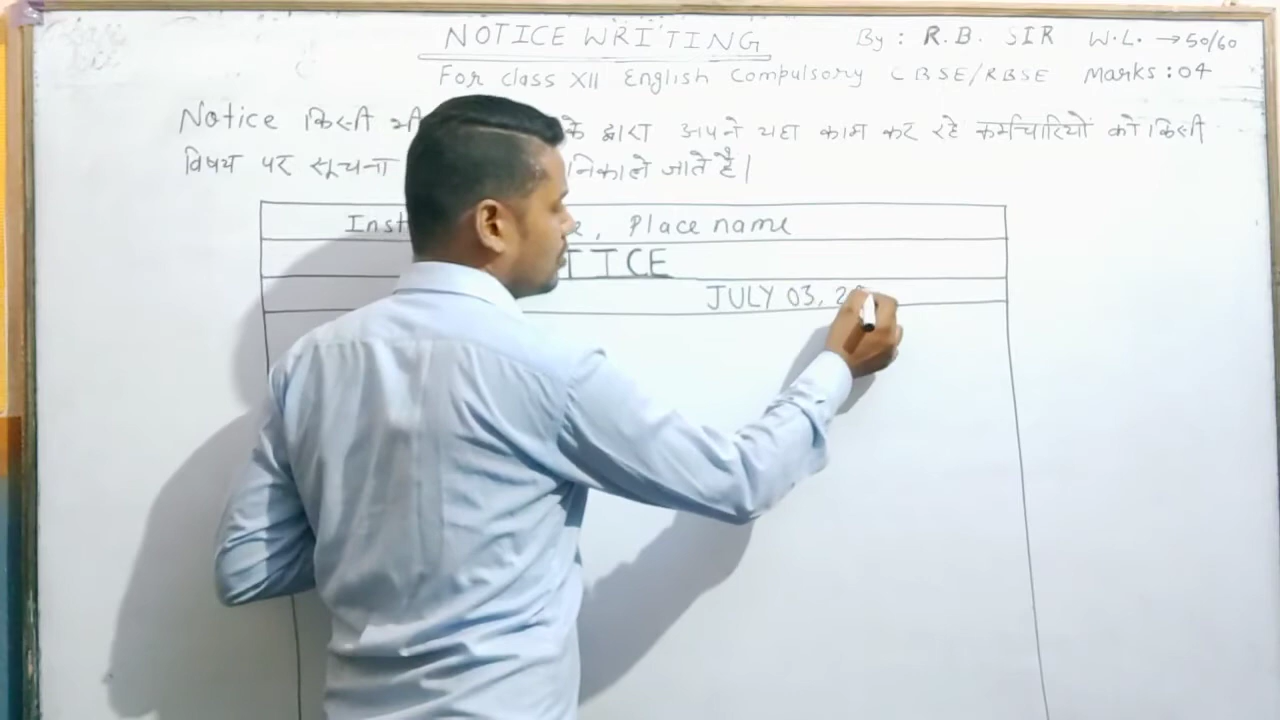 NOTICE WRITING By : R.B. SIR W.L. → 50/60
For class XII English Compulsory CBSE/RBSE Marks : 04
Notice किसी भी के द्वारा अपने यहा काम कर रहे कर्मचारियों को किसी
विषय पर सूचना निकाले जाते है।
Inst e, Place name
TICE
JULY 03, 2